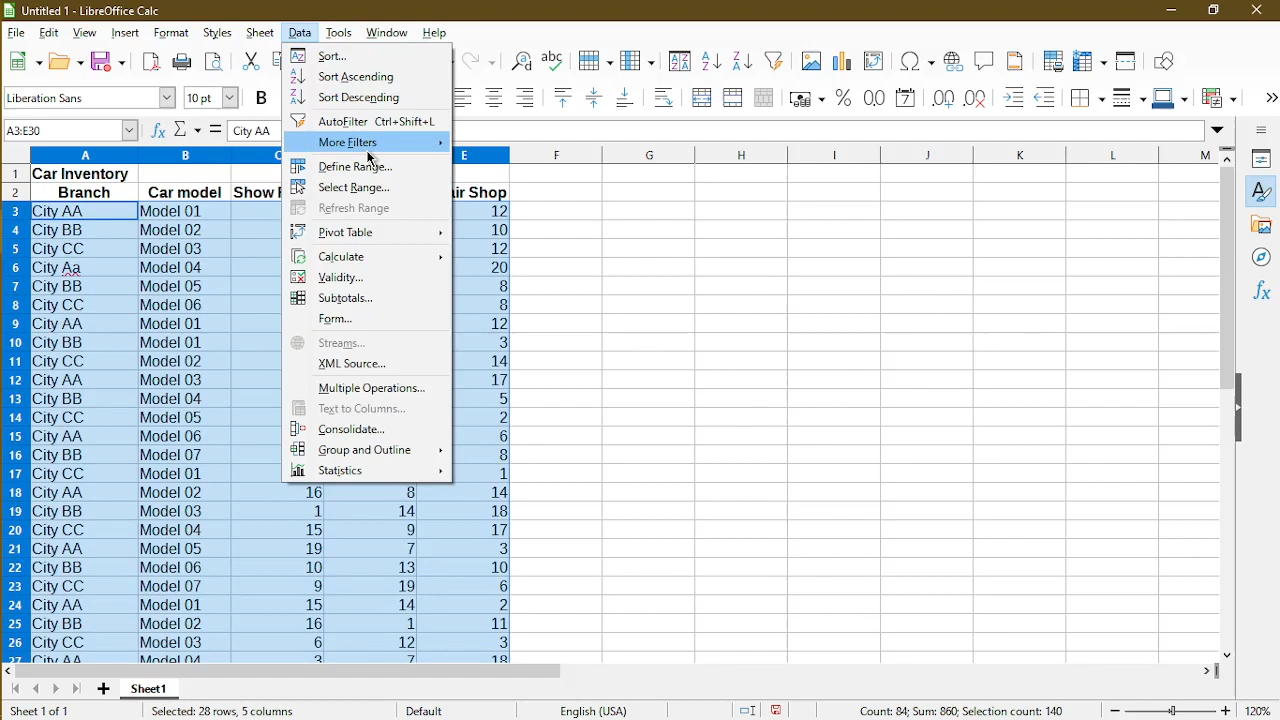 Untitled 1 - LibreOffice Calc
File Edit View Insert Format Styles Sheet Data Tools Window Help
Liberation Sans 10 pt B
A3:E30 fx Σ = City AA
Sort...
Sort Ascending
Sort Descending
AutoFilter Ctrl+Shift+L
More Filters
Define Range...
Select Range...
Refresh Range
Pivot Table
Calculate
Validity...
Subtotals...
Form...
Streams...
XML Source...
Multiple Operations...
Text to Columns...
Consolidate...
Group and Outline
Statistics
A B C E F G H I J K L M
1 Car Inventory
2 Branch Car model Show air Shop
3 City AA Model 01 12
4 City BB Model 02 10
5 City CC Model 03 12
6 City Aa Model 04 20
7 City BB Model 05 8
8 City CC Model 06 8
9 City AA Model 01 12
10 City BB Model 01 3
11 City CC Model 02 14
12 City AA Model 03 17
13 City BB Model 04 5
14 City CC Model 05 2
15 City AA Model 06 6
16 City BB Model 07 8
17 City CC Model 01 1
18 City AA Model 02 16 8 14
19 City BB Model 03 1 14 18
20 City CC Model 04 15 9 17
21 City AA Model 05 19 7 3
22 City BB Model 06 10 13 10
23 City CC Model 07 9 19 6
24 City AA Model 01 15 14 2
25 City BB Model 02 16 1 11
26 City CC Model 03 6 12 3
27 City AA Model 04 3 7 18
Sheet1
Sheet 1 of 1 Selected: 28 rows, 5 columns Default English (USA) Count: 84; Sum: 860; Selection count: 140 120%